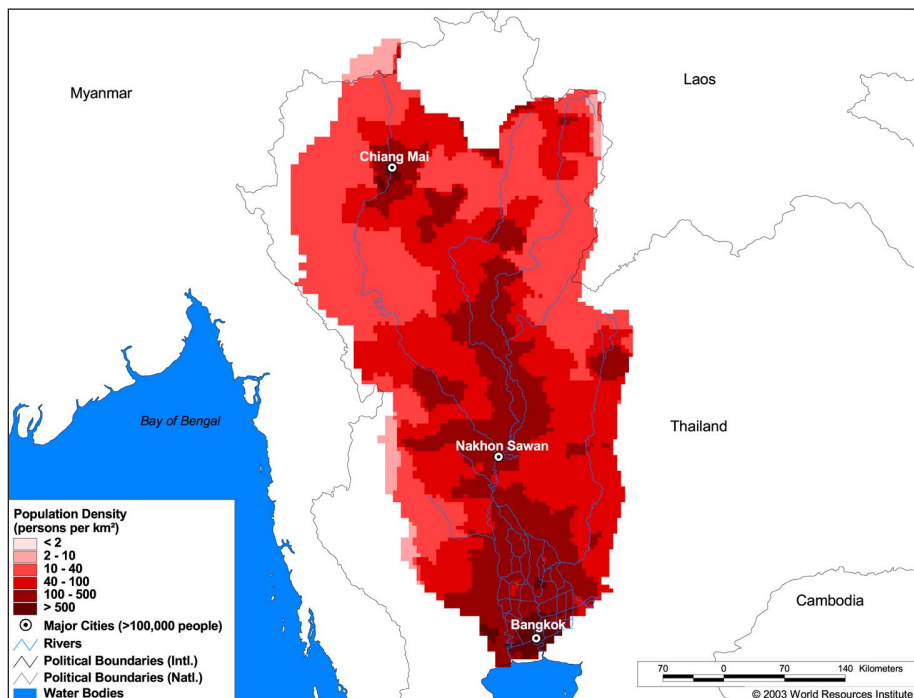 Myanmar
Laos
Chiang Mai
Bay of Bengal
Nakhon Sawan
Thailand
Population Density
(persons per km²)
< 2
2 - 10
10 - 40
40 - 100
100 - 500
> 500
Major Cities (>100,000 people)
Rivers
Political Boundaries (Intl.)
Political Boundaries (Natl.)
Water Bodies
Cambodia
Bangkok
70 0 70 140 Kilometers
© 2003 World Resources Institute